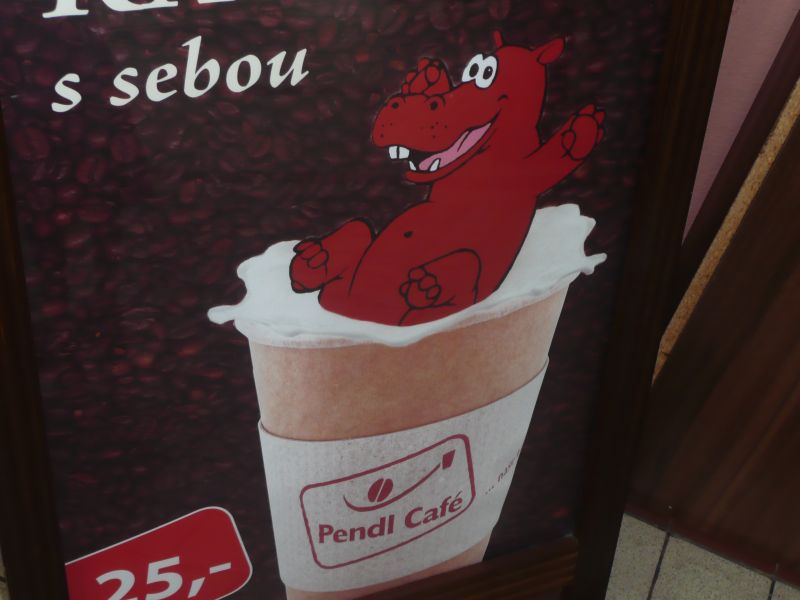 s sebou
Pendl Café
25,-